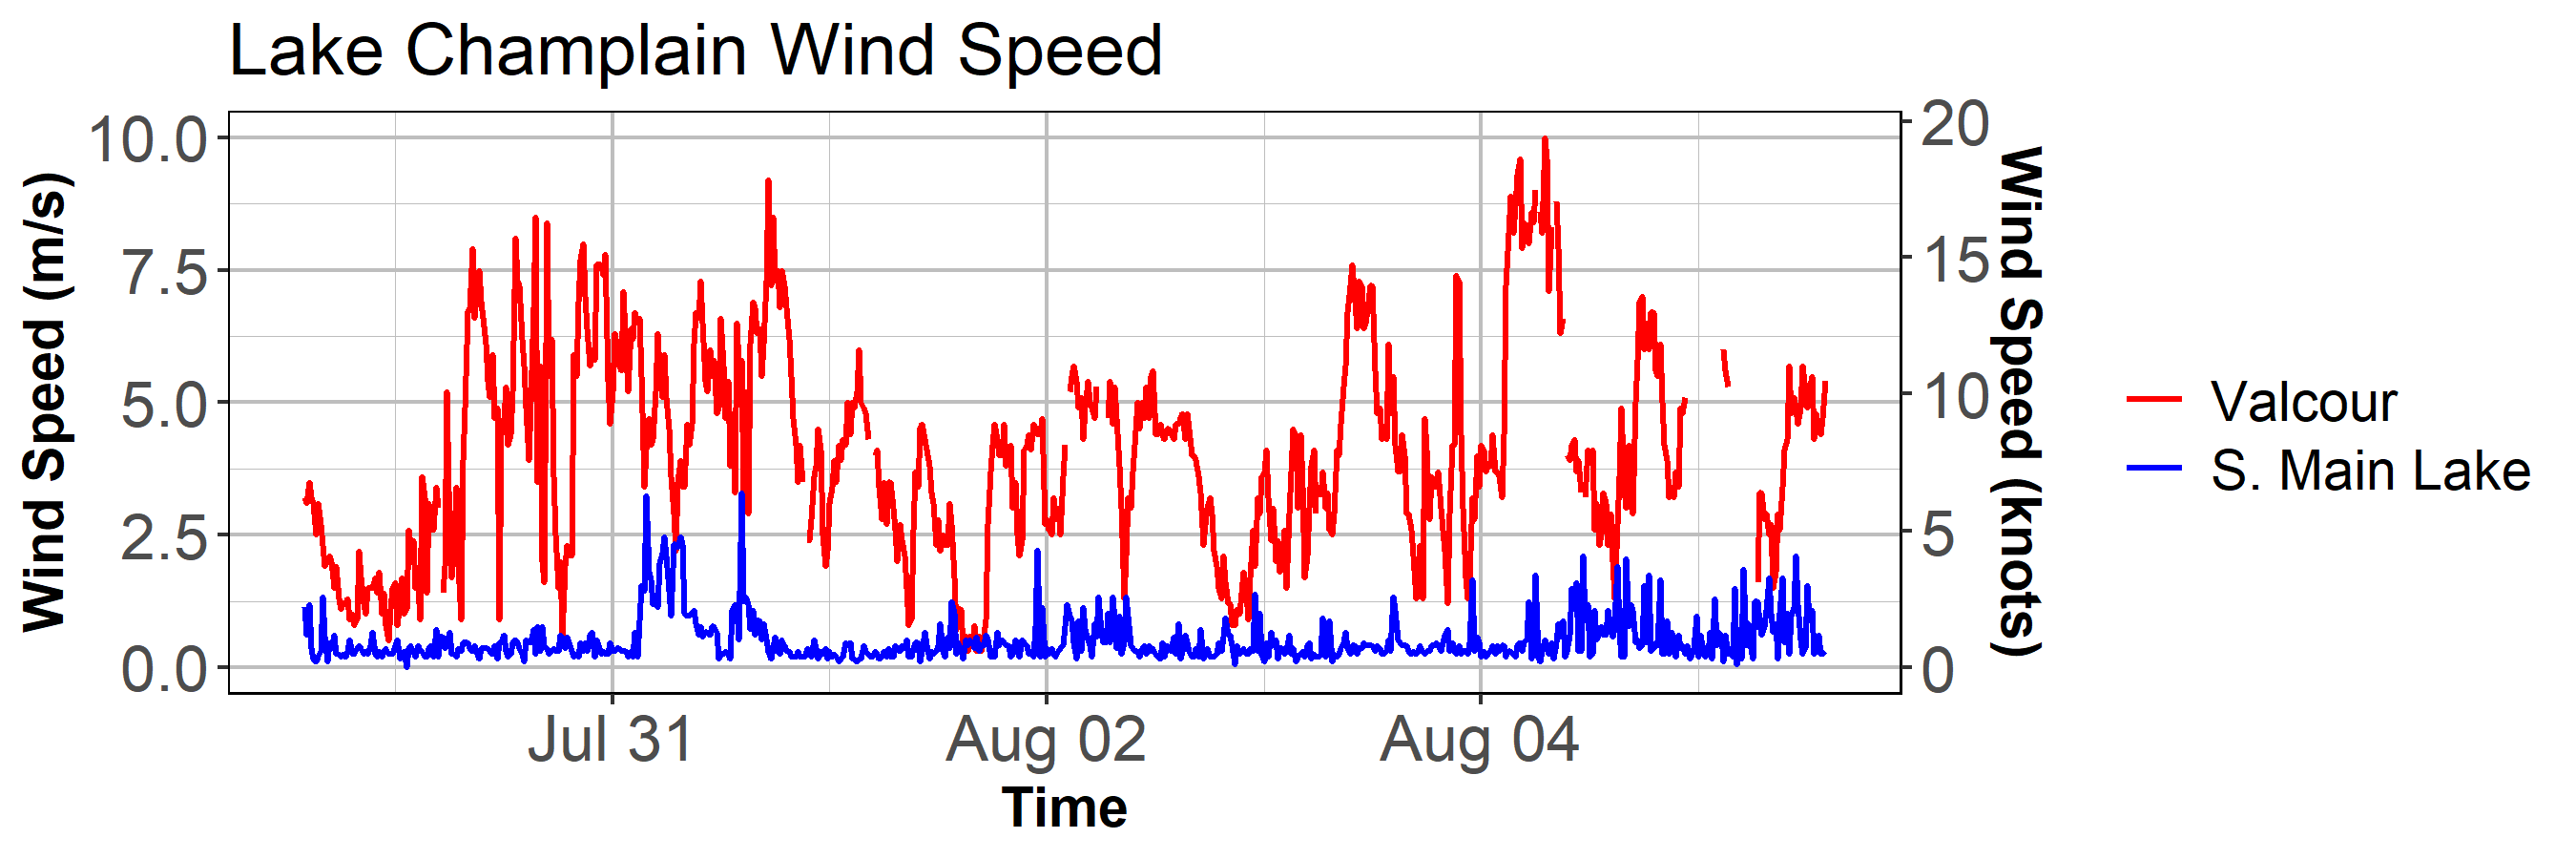 Lake Champlain Wind Speed
Wind Speed (m/s)
10.0
7.5
5.0
2.5
0.0
20
15
10
5
0
Wind Speed (knots)
Jul 31
Aug 02
Aug 04
Time
Valcour
S. Main Lake